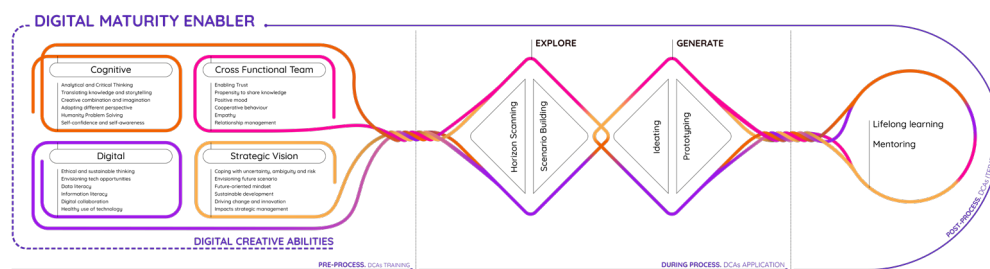 DIGITAL MATURITY ENABLER
Cognitive
Analytical and Critical Thinking
Translating knowledge and storytelling
Creative combination and imagination
Adopting different perspective
Humanity Problem Solving
Self-confidence and self-awareness
Cross Functional Team
Enabling Trust
Propensity to share knowledge
Positive mood
Cooperative behaviour
Empathy
Relationship management
Digital
Ethical and sustainable thinking
Envisioning tech opportunities
Data literacy
Information literacy
Digital collaboration
Healthy use of technology
Strategic Vision
Coping with uncertainty, ambiguity and risk
Envisioning future scenario
Future-oriented mindset
Sustainable development
Driving change and innovation
Impacts strategic management
DIGITAL CREATIVE ABILITIES
PRE-PROCESS. DCAs TRAINING
EXPLORE
Horizon Scanning
Scenario Building
GENERATE
Ideating
Prototyping
DURING PROCESS. DCAs APPLICATION
Lifelong learning
Mentoring
POST-PROCESS. DCAs